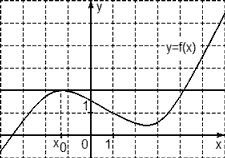 y
y=f(x)
1
x₀ 0 1 x